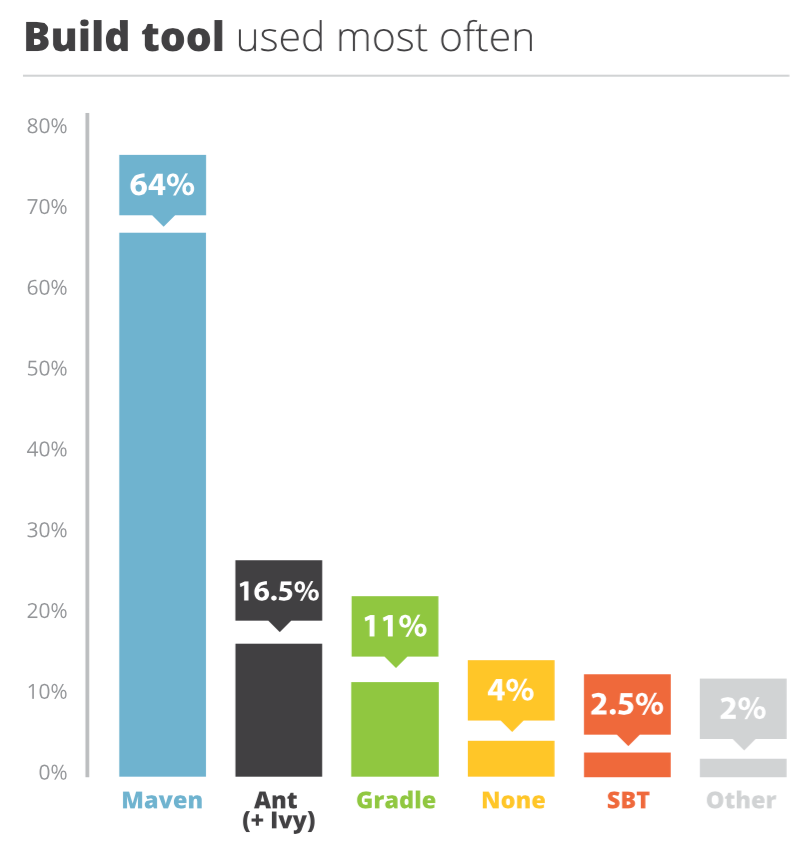 Build tool used most often
80%
70%
60%
50%
40%
30%
20%
10%
0%
64%
16.5%
11%
4%
2.5%
2%
Maven
Ant
(+ Ivy)
Gradle
None
SBT
Other